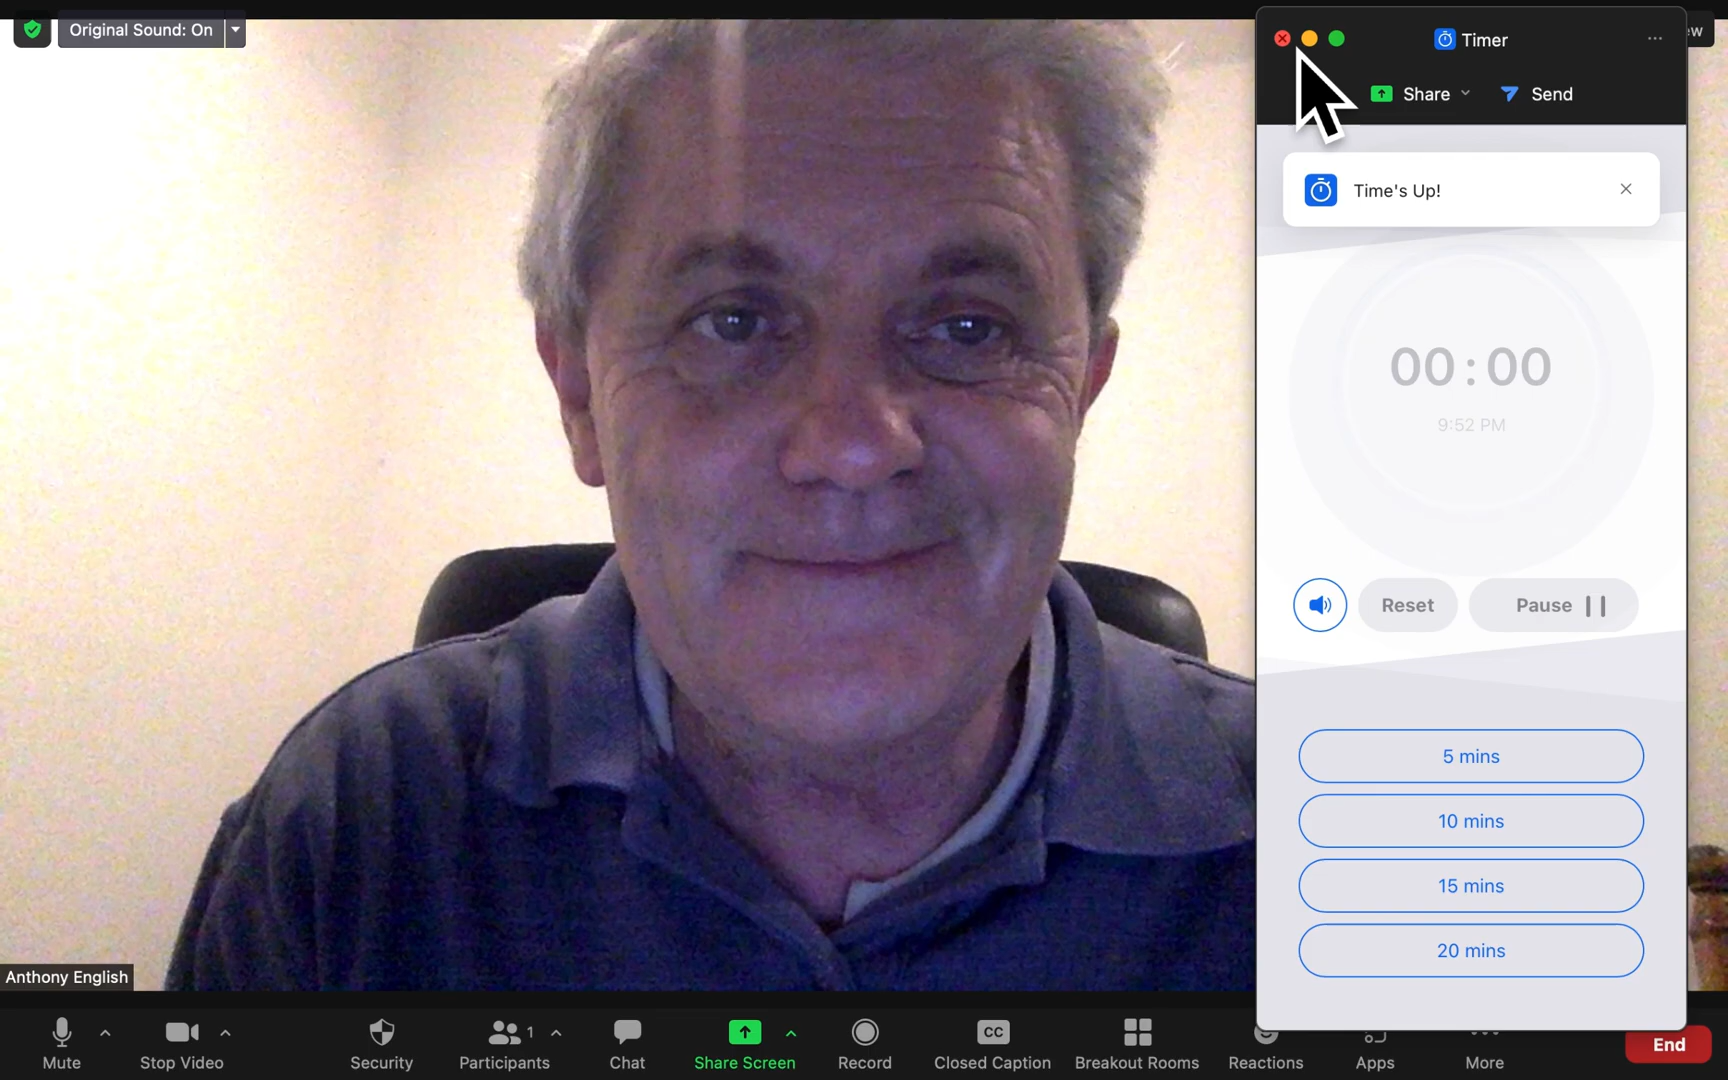 Original Sound: On
ew
Timer
Share
Send
Time's Up!
00:00
9:52 PM
Reset
Pause
5 mins
10 mins
15 mins
20 mins
Anthony English
Mute
Stop Video
Security
Participants
1
Chat
Share Screen
Record
CC
Closed Caption
Breakout Rooms
Reactions
Apps
More
End